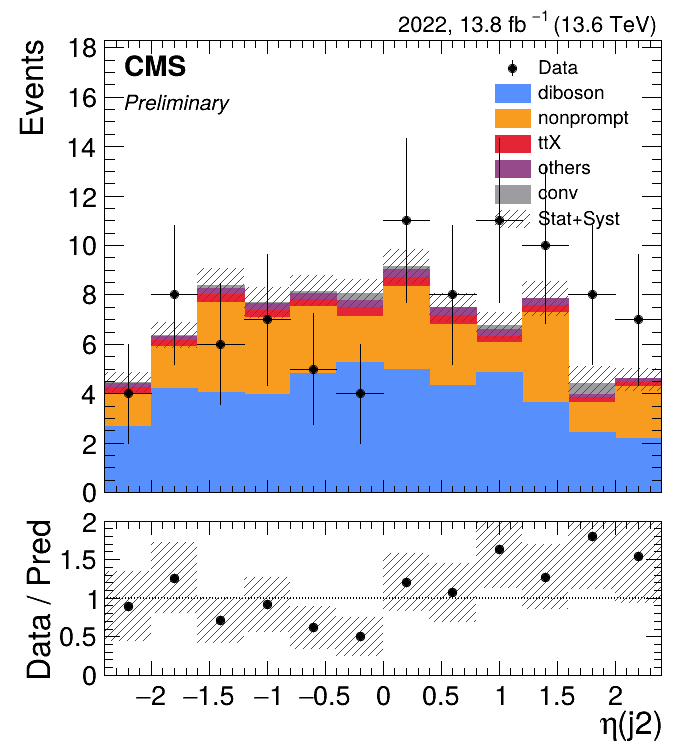 2022, 13.8 fb⁻¹ (13.6 TeV)
Events
18
16
14
12
10
8
6
4
2
0
CMS
Preliminary
Data
diboson
nonprompt
ttX
others
conv
Stat+Syst
Data / Pred
2
1.5
1
0.5
0
−2 −1.5 −1 −0.5 0 0.5 1 1.5 2
η(j2)